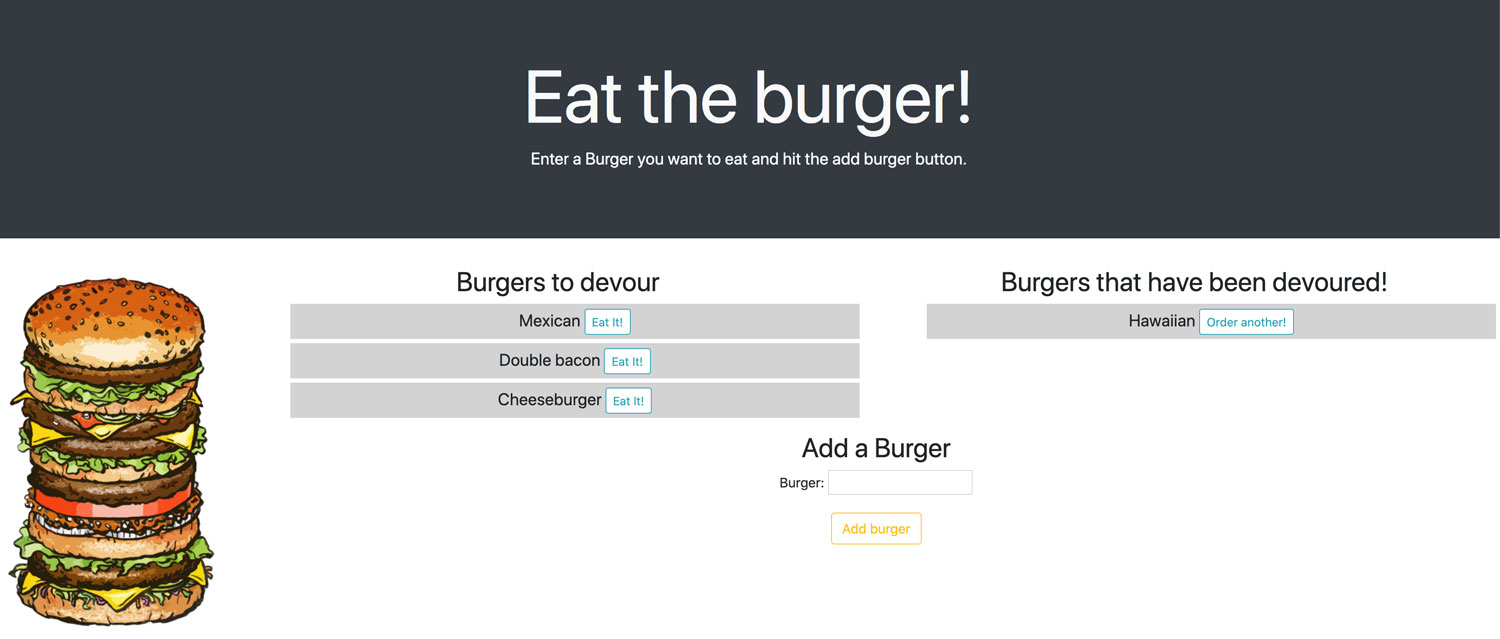 Eat the burger!
Enter a Burger you want to eat and hit the add burger button.
Burgers to devour
Mexican Eat It!
Double bacon Eat It!
Cheeseburger Eat It!
Burgers that have been devoured!
Hawaiian Order another!
Add a Burger
Burger:
Add burger